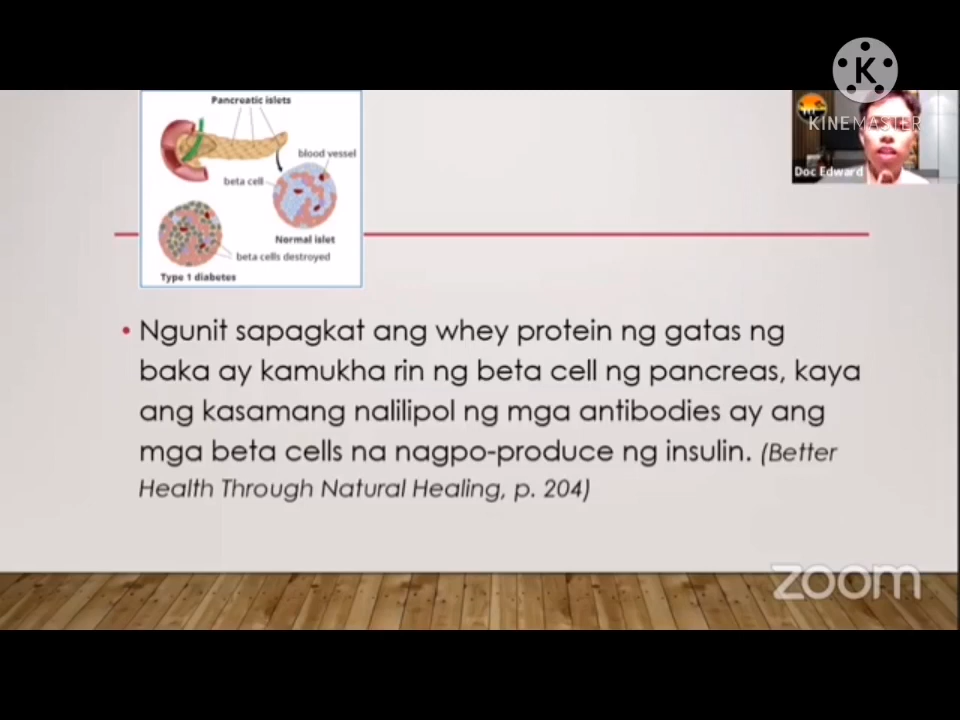 K
KINEMASTER
Doc Edward
Pancreatic islets
blood vessel
beta cell
Normal islet
beta cells destroyed
Type 1 diabetes
• Ngunit sapagkat ang whey protein ng gatas ng
baka ay kamukha rin ng beta cell ng pancreas, kaya
ang kasamang nalilipol ng mga antibodies ay ang
mga beta cells na nagpo-produce ng insulin. (Better
Health Through Natural Healing, p. 204)
zoom